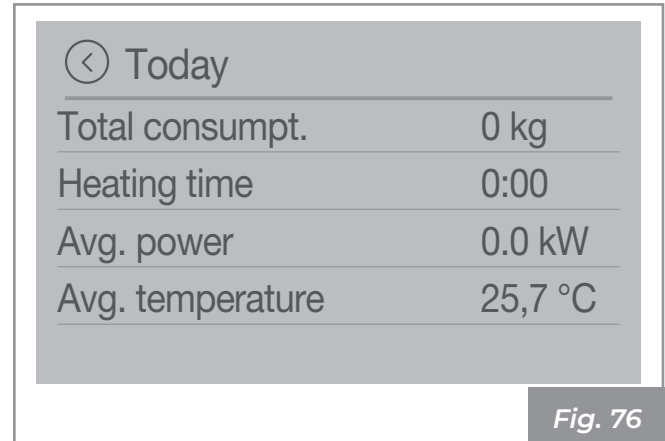 Today
Total consumpt. 0 kg
Heating time 0:00
Avg. power 0.0 kW
Avg. temperature 25,7 °C
Fig. 76